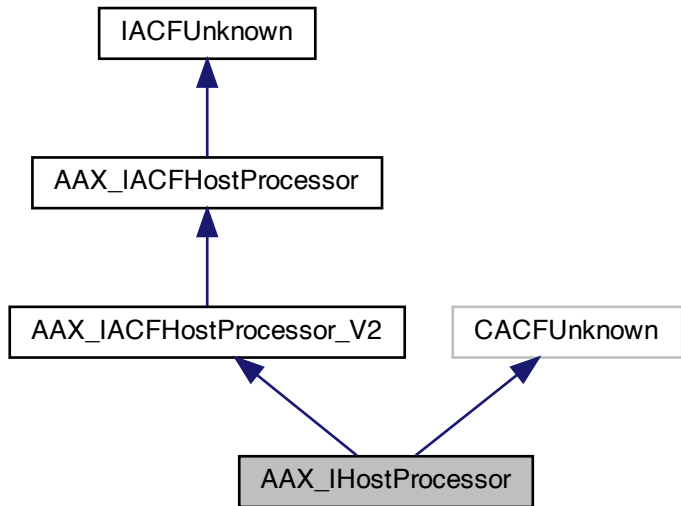 IACFUnknown
AAX_IACFHostProcessor
AAX_IACFHostProcessor_V2
CACFUnknown
AAX_IHostProcessor